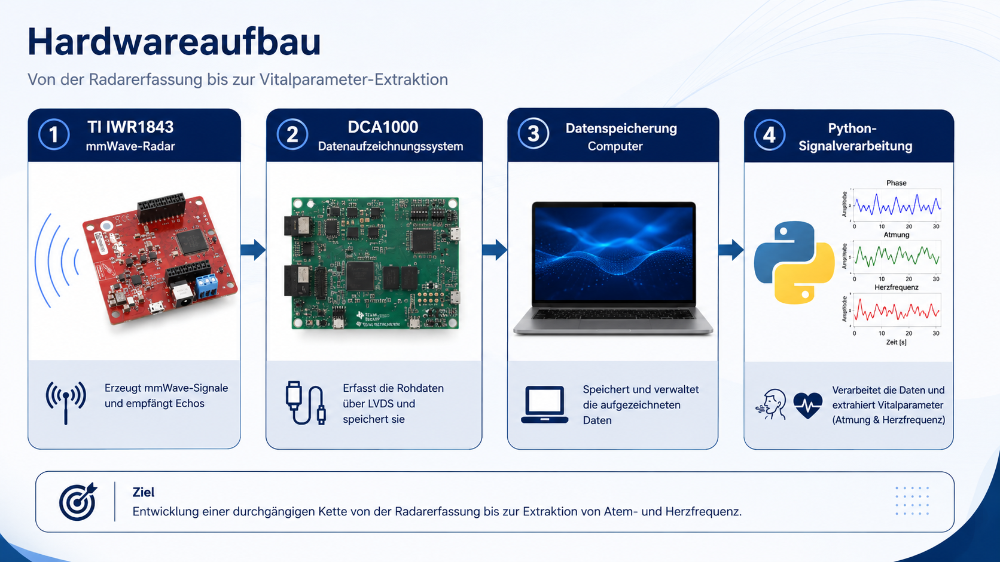 Hardwareaufbau
Von der Radarerfassung bis zur Vitalparameter-Extraktion
1
TI IWR1843
mmWave-Radar
Erzeugt mmWave-Signale
und empfängt Echos
2
DCA1000
Datenaufzeichnungssystem
Erfasst die Rohdaten
über LVDS und
speichert sie
3
Datenspeicherung
Computer
Speichert und verwaltet
die aufgezeichneten
Daten
4
Python-
Signalverarbeitung
Phase
Amplitude
0 10 20 30
Atmung
Amplitude
0 10 20 30
Herzfrequenz
Amplitude
0 10 20 30
Zeit [s]
Verarbeitet die Daten und
extrahiert Vitalparameter
(Atmung & Herzfrequenz)
Ziel
Entwicklung einer durchgängigen Kette von der Radarerfassung bis zur Extraktion von Atem- und Herzfrequenz.